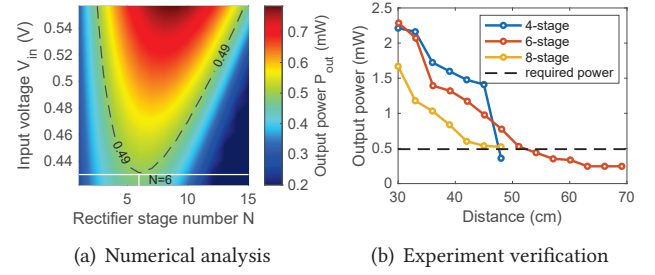 Input voltage V_in (V)
0.56
0.54
0.52
0.5
0.48
0.46
0.44
0.49
0.49
N=6
5
10
15
Rectifier stage number N
0.7
0.6
0.5
0.4
0.3
0.2
Output power P_out (mW)
(a) Numerical analysis
Output power (mW)
2.5
2
1.5
1
0.5
0
4-stage
6-stage
8-stage
required power
30
40
50
60
70
Distance (cm)
(b) Experiment verification